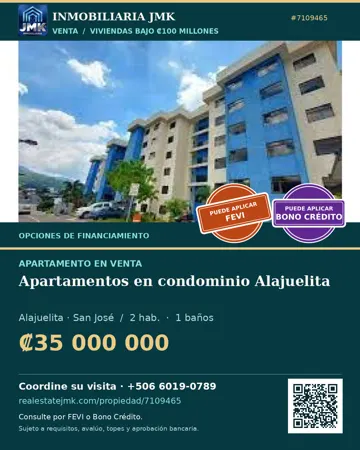 JMK
INMOBILIARIA JMK
#7109465
VENTA / VIVIENDAS BAJO ₡100 MILLONES
PUEDE APLICAR
FEVI
PUEDE APLICAR
BONO CRÉDITO
OPCIONES DE FINANCIAMIENTO
APARTAMENTO EN VENTA
Apartamentos en condominio Alajuelita
Alajuelita · San José / 2 hab. · 1 baños
₡35 000 000
Coordine su visita · +506 6019-0789
realestatejmk.com/propiedad/7109465
Consulte por FEVI o Bono Crédito.
Sujeto a requisitos, avalúo, topes y aprobación bancaria.